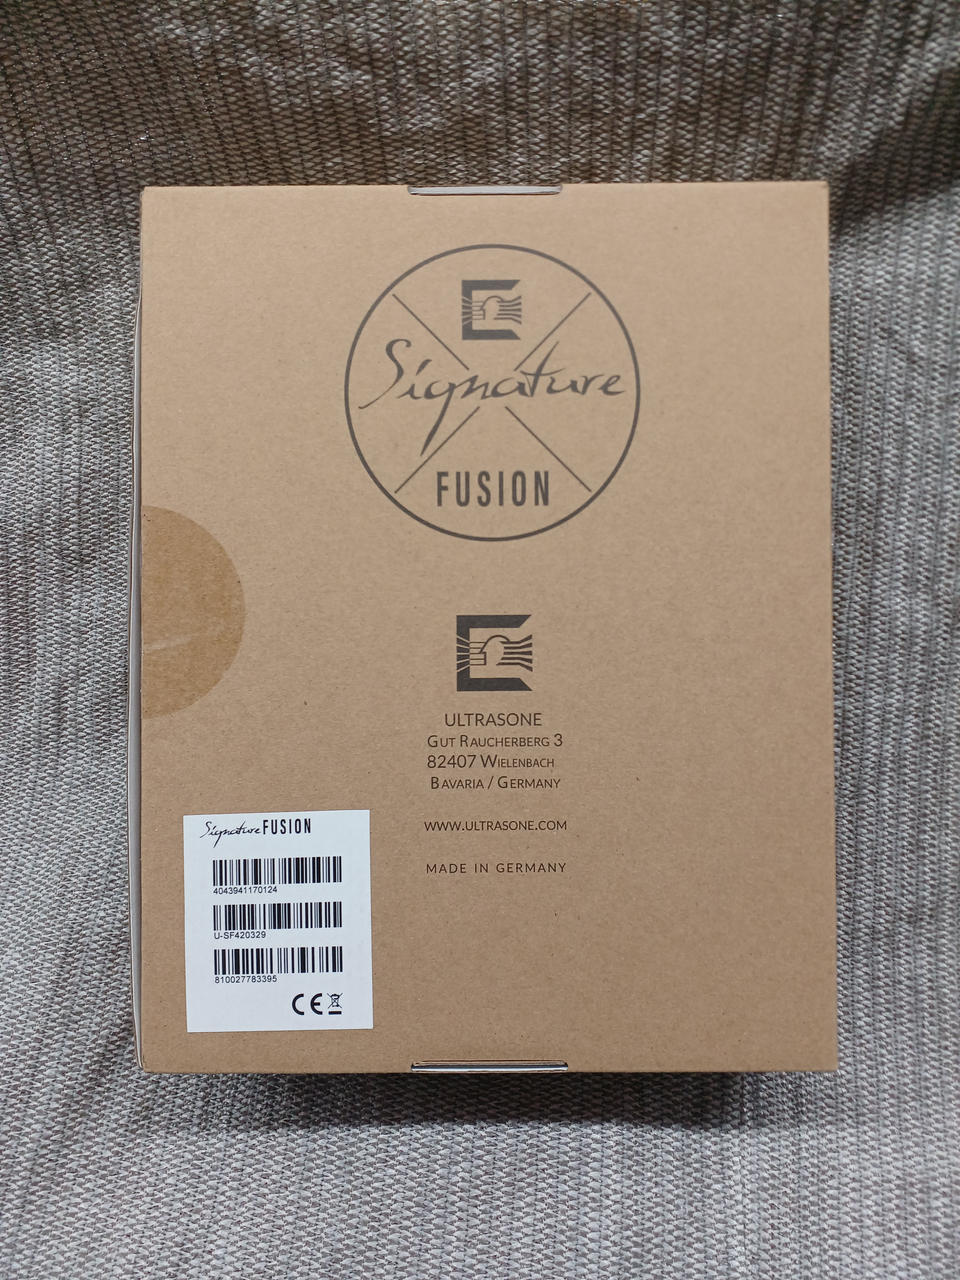 Signature
FUSION
ULTRASONE
GUT RAUCHERBERG 3
82407 WIELENBACH
BAVARIA / GERMANY
WWW.ULTRASONE.COM
MADE IN GERMANY
Signature FUSION
4043941170124
U-SF420329
810027783395
CE